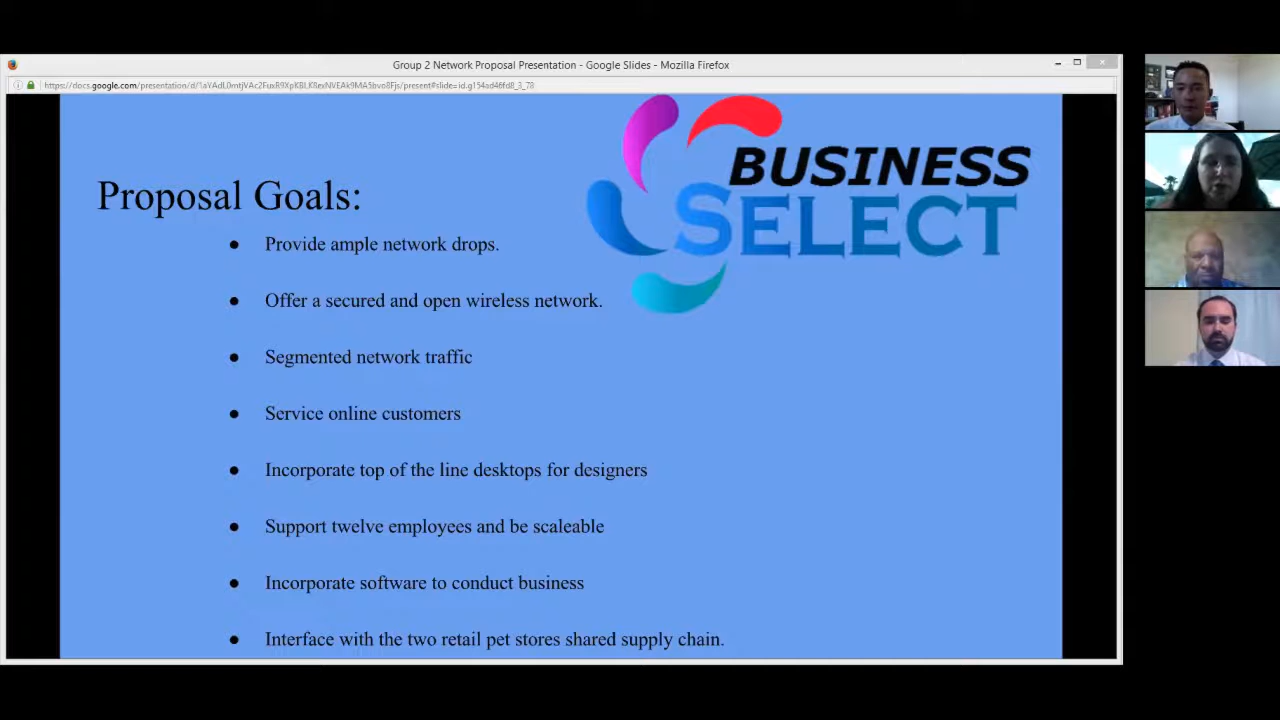 Group 2 Network Proposal Presentation - Google Slides - Mozilla Firefox
BUSINESS
SELECT
Proposal Goals:
● Provide ample network drops.
● Offer a secured and open wireless network.
● Segmented network traffic
● Service online customers
● Incorporate top of the line desktops for designers
● Support twelve employees and be scaleable
● Incorporate software to conduct business
● Interface with the two retail pet stores shared supply chain.